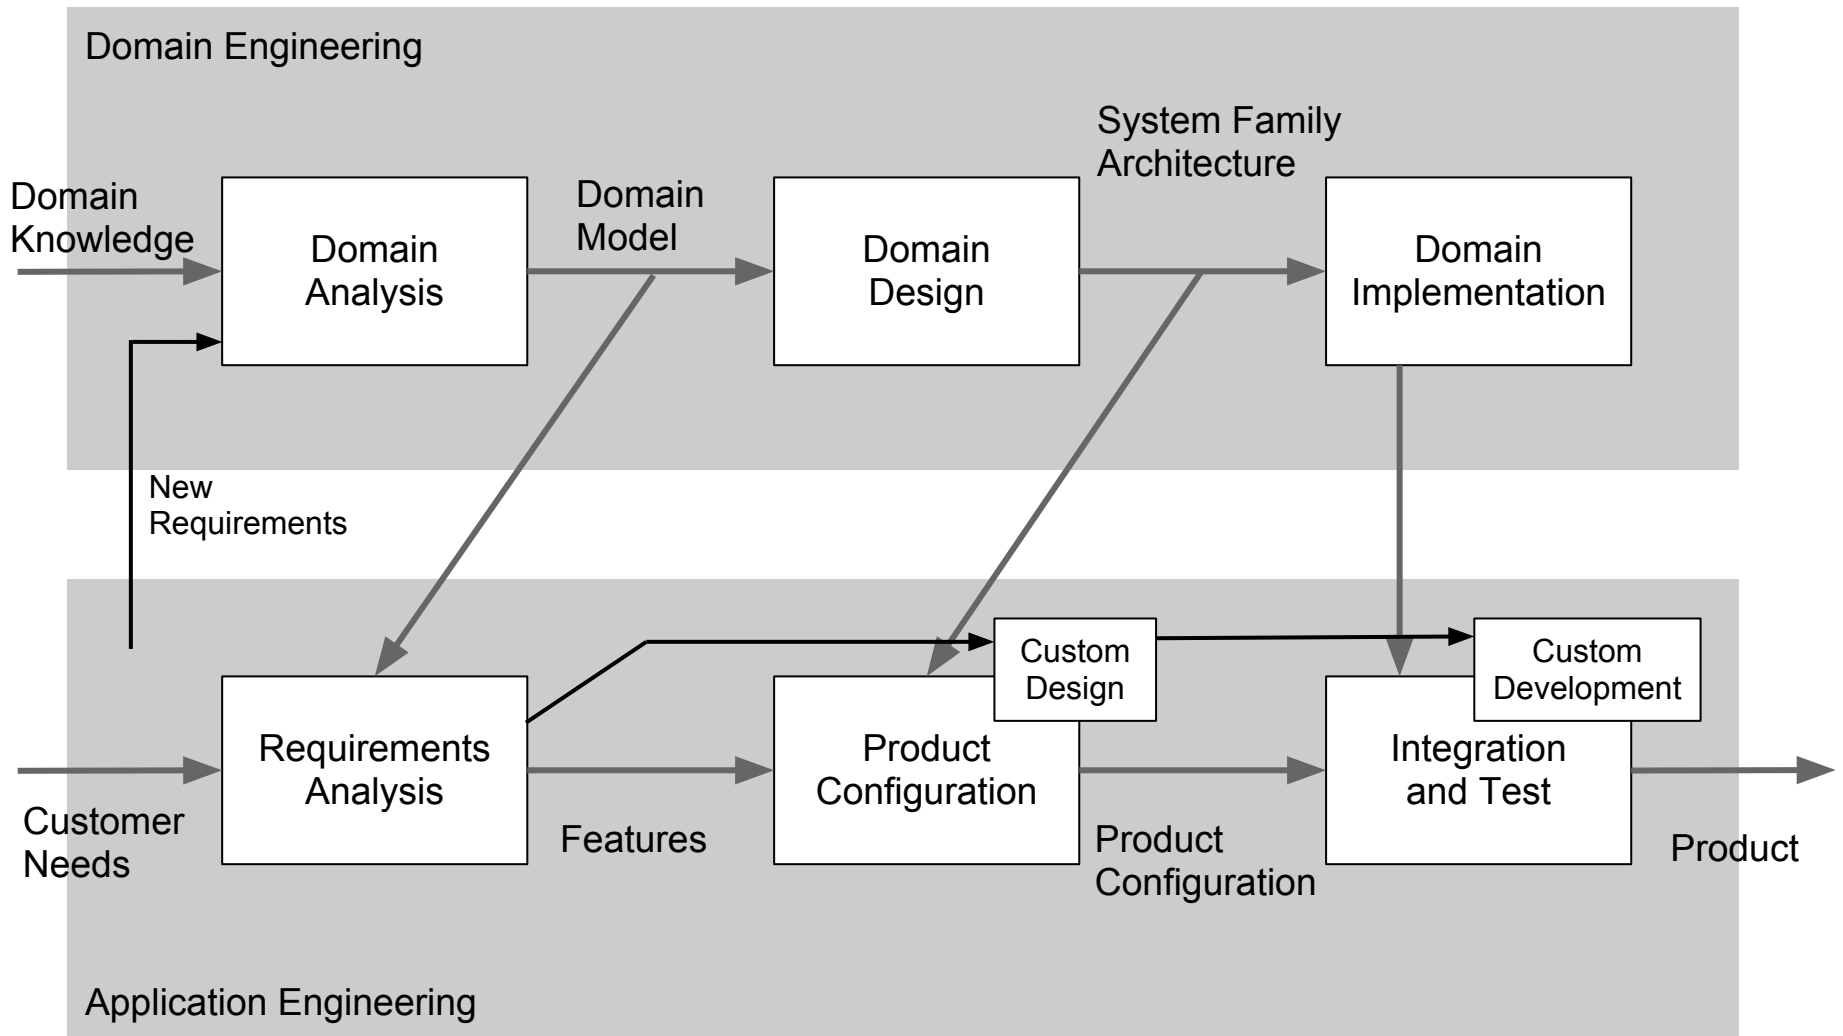 Domain Engineering
System Family
Architecture
Domain
Knowledge
Domain
Analysis
Domain
Model
Domain
Design
Domain
Implementation
New
Requirements
Custom
Design
Custom
Development
Requirements
Analysis
Product
Configuration
Integration
and Test
Customer
Needs
Features
Product
Configuration
Product
Application Engineering